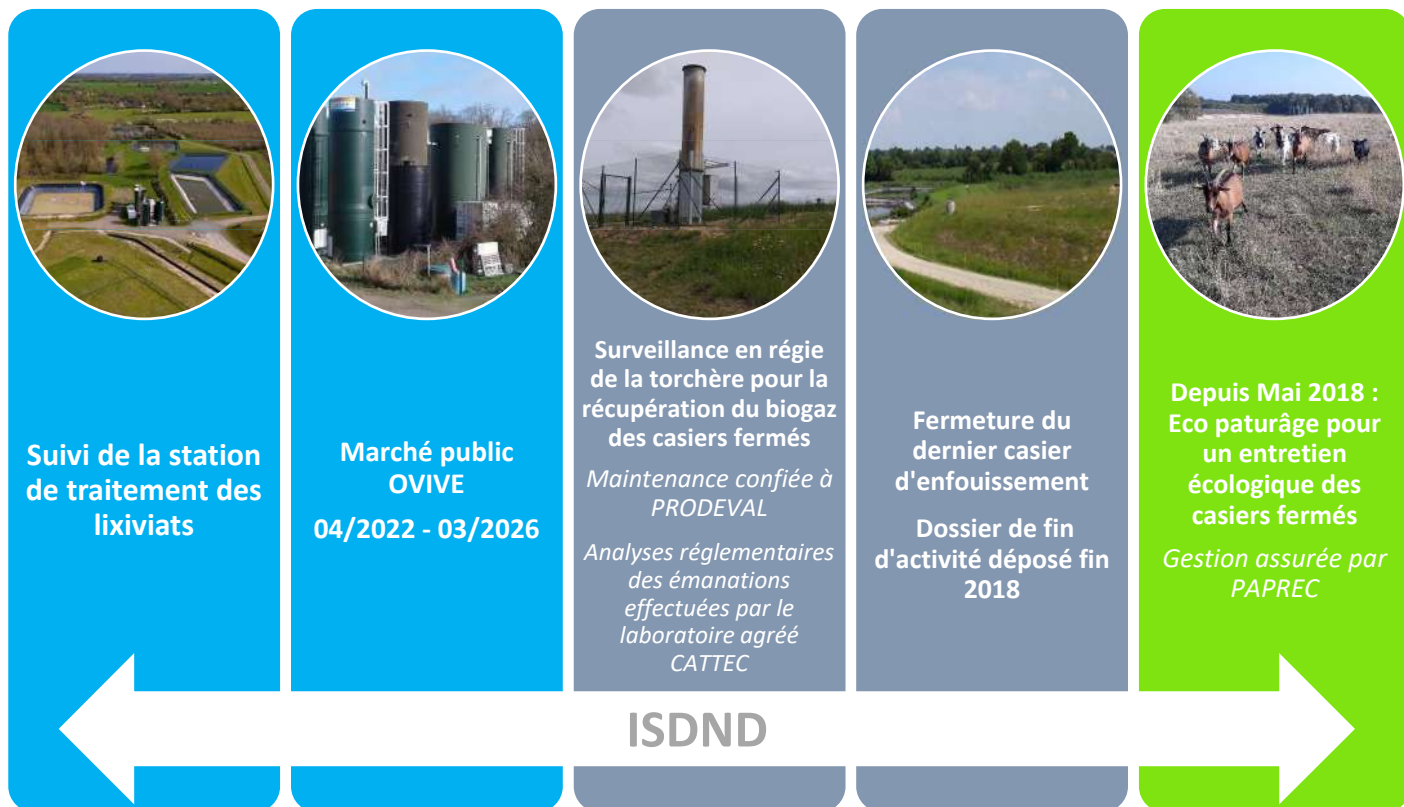 Suivi de la station
de traitement des
lixiviats
Marché public
OVIVE
04/2022 - 03/2026
Surveillance en régie
de la torchère pour la
récupération du biogaz
des casiers fermés
Maintenance confiée à
PRODEVAL
Analyses réglementaires
des émanations
effectuées par le
laboratoire agréé
CATTEC
Fermeture du
dernier casier
d'enfouissement
Dossier de fin
d'activité déposé fin
2018
Depuis Mai 2018 :
Eco paturâge pour
un entretien
écologique des
casiers fermés
Gestion assurée par
PAPREC
ISDND